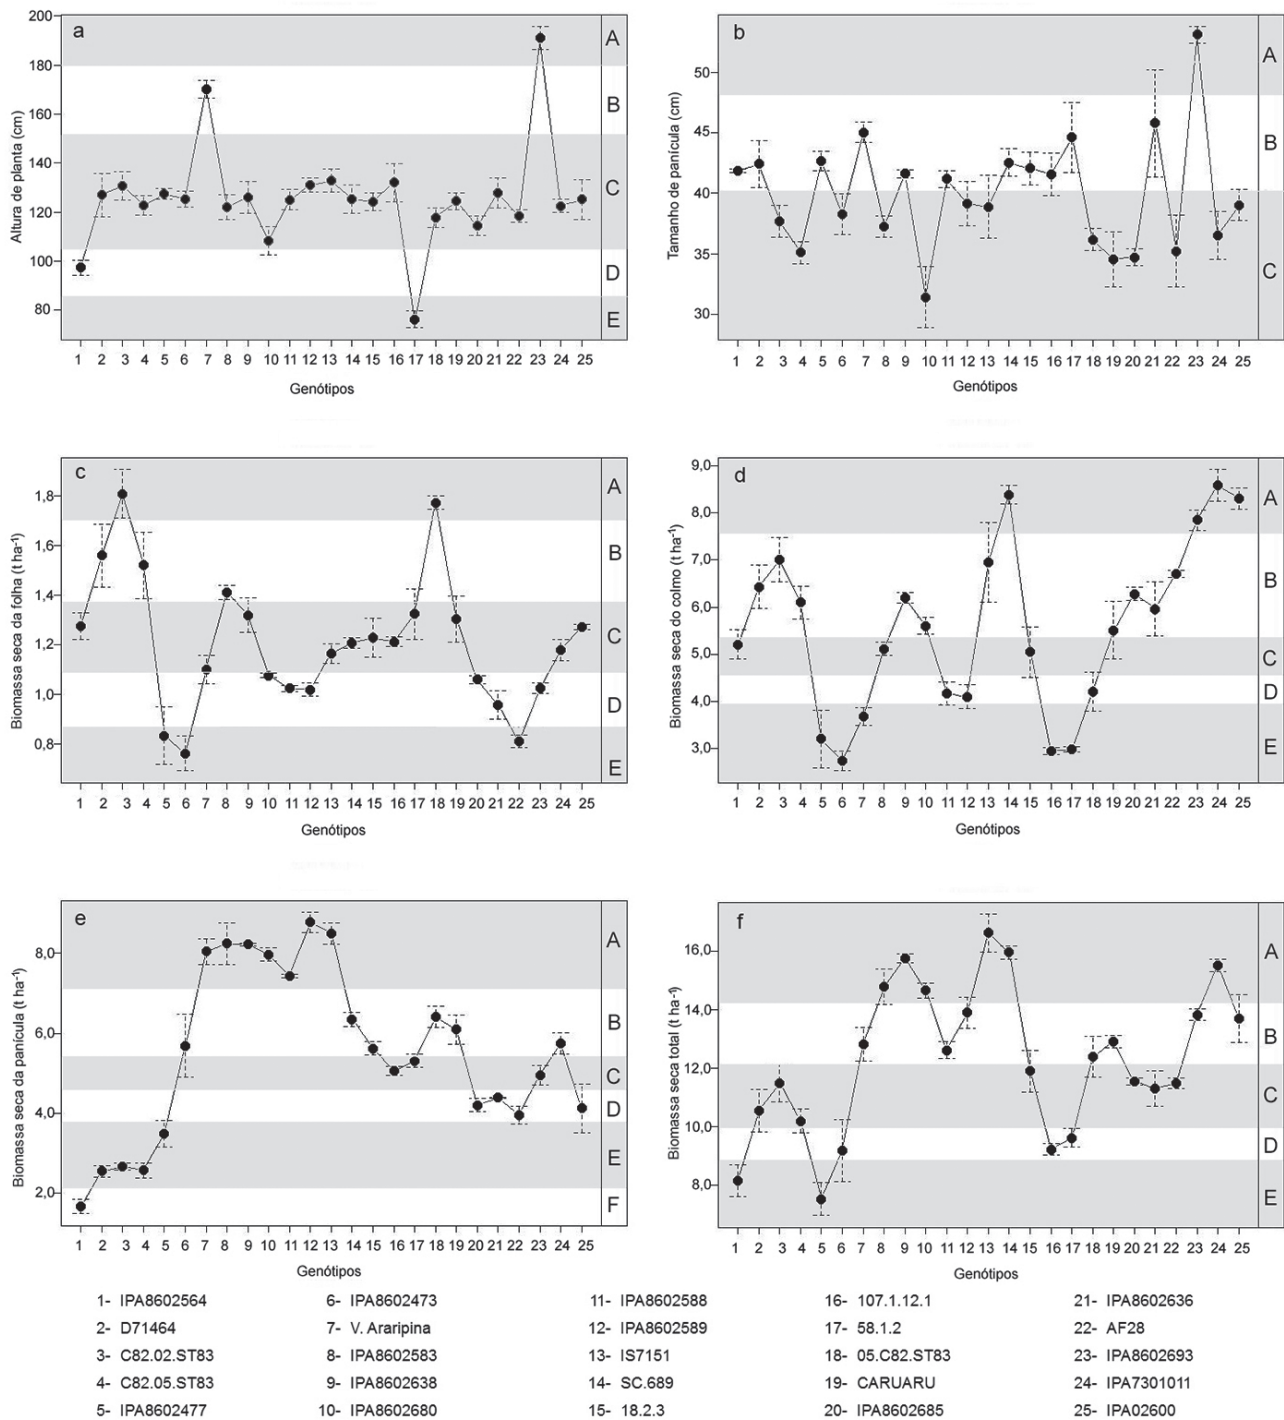 a
Altura de planta (cm)
200
180
160
140
120
100
80
A
B
C
D
E
1 2 3 4 5 6 7 8 9 10 11 12 13 14 15 16 17 18 19 20 21 22 23 24 25
Genótipos
b
Tamanho de panícula (cm)
50
45
40
35
30
A
B
C
1 2 3 4 5 6 7 8 9 10 11 12 13 14 15 16 17 18 19 20 21 22 23 24 25
Genótipos
c
Biomassa seca da folha (t ha⁻¹)
1,8
1,6
1,4
1,2
1,0
0,8
A
B
C
D
E
1 2 3 4 5 6 7 8 9 10 11 12 13 14 15 16 17 18 19 20 21 22 23 24 25
Genótipos
d
Biomassa seca do colmo (t ha⁻¹)
9,0
8,0
7,0
6,0
5,0
4,0
3,0
A
B
C
D
E
1 2 3 4 5 6 7 8 9 10 11 12 13 14 15 16 17 18 19 20 21 22 23 24 25
Genótipos
e
Biomassa seca da panícula (t ha⁻¹)
8,0
6,0
4,0
2,0
A
B
C
D
E
F
1 2 3 4 5 6 7 8 9 10 11 12 13 14 15 16 17 18 19 20 21 22 23 24 25
Genótipos
f
Biomassa seca total (t ha⁻¹)
16,0
14,0
12,0
10,0
8,0
A
B
C
D
E
1 2 3 4 5 6 7 8 9 10 11 12 13 14 15 16 17 18 19 20 21 22 23 24 25
Genótipos
1- IPA8602564
2- D71464
3- C82.02.ST83
4- C82.05.ST83
5- IPA8602477
6- IPA8602473
7- V. Araripina
8- IPA8602583
9- IPA8602638
10- IPA8602680
11- IPA8602588
12- IPA8602589
13- IS7151
14- SC.689
15- 18.2.3
16- 107.1.12.1
17- 58.1.2
18- 05.C82.ST83
19- CARUARU
20- IPA8602685
21- IPA8602636
22- AF28
23- IPA8602693
24- IPA7301011
25- IPA02600